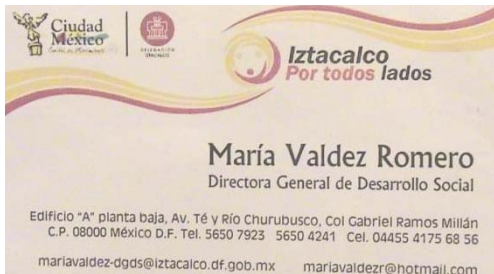 Ciudad
México
DELEGACIÓN
IZTACALCO
Iztacalco
Por todos lados
María Valdez Romero
Directora General de Desarrollo Social
Edificio "A" planta baja, Av. Té y Río Churubusco, Col Gabriel Ramos Millán
C.P. 08000 México D.F. Tel. 5650 7923 5650 4241 Cel. 04455 4175 68 56
mariavaldez-dgds@iztacalco.df.gob.mx mariavaldezr@hotmail.com